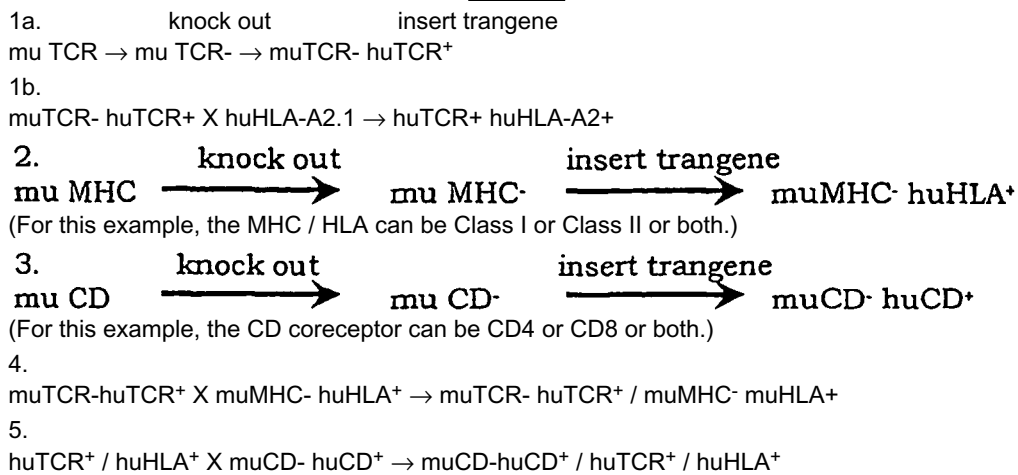 1a. knock out insert trangene
mu TCR → mu TCR- → muTCR- huTCR⁺
1b.
muTCR- huTCR+ X huHLA-A2.1 → huTCR+ huHLA-A2+
2. knock out insert trangene
mu MHC → mu MHC⁻ → muMHC⁻ huHLA⁺
(For this example, the MHC / HLA can be Class I or Class II or both.)
3. knock out insert trangene
mu CD → mu CD⁻ → muCD⁻ huCD⁺
(For this example, the CD coreceptor can be CD4 or CD8 or both.)
4.
muTCR-huTCR⁺ X muMHC- huHLA⁺ → muTCR- huTCR⁺ / muMHC⁻ muHLA+
5.
huTCR⁺ / huHLA⁺ X muCD- huCD⁺ → muCD-huCD⁺ / huTCR⁺ / huHLA⁺